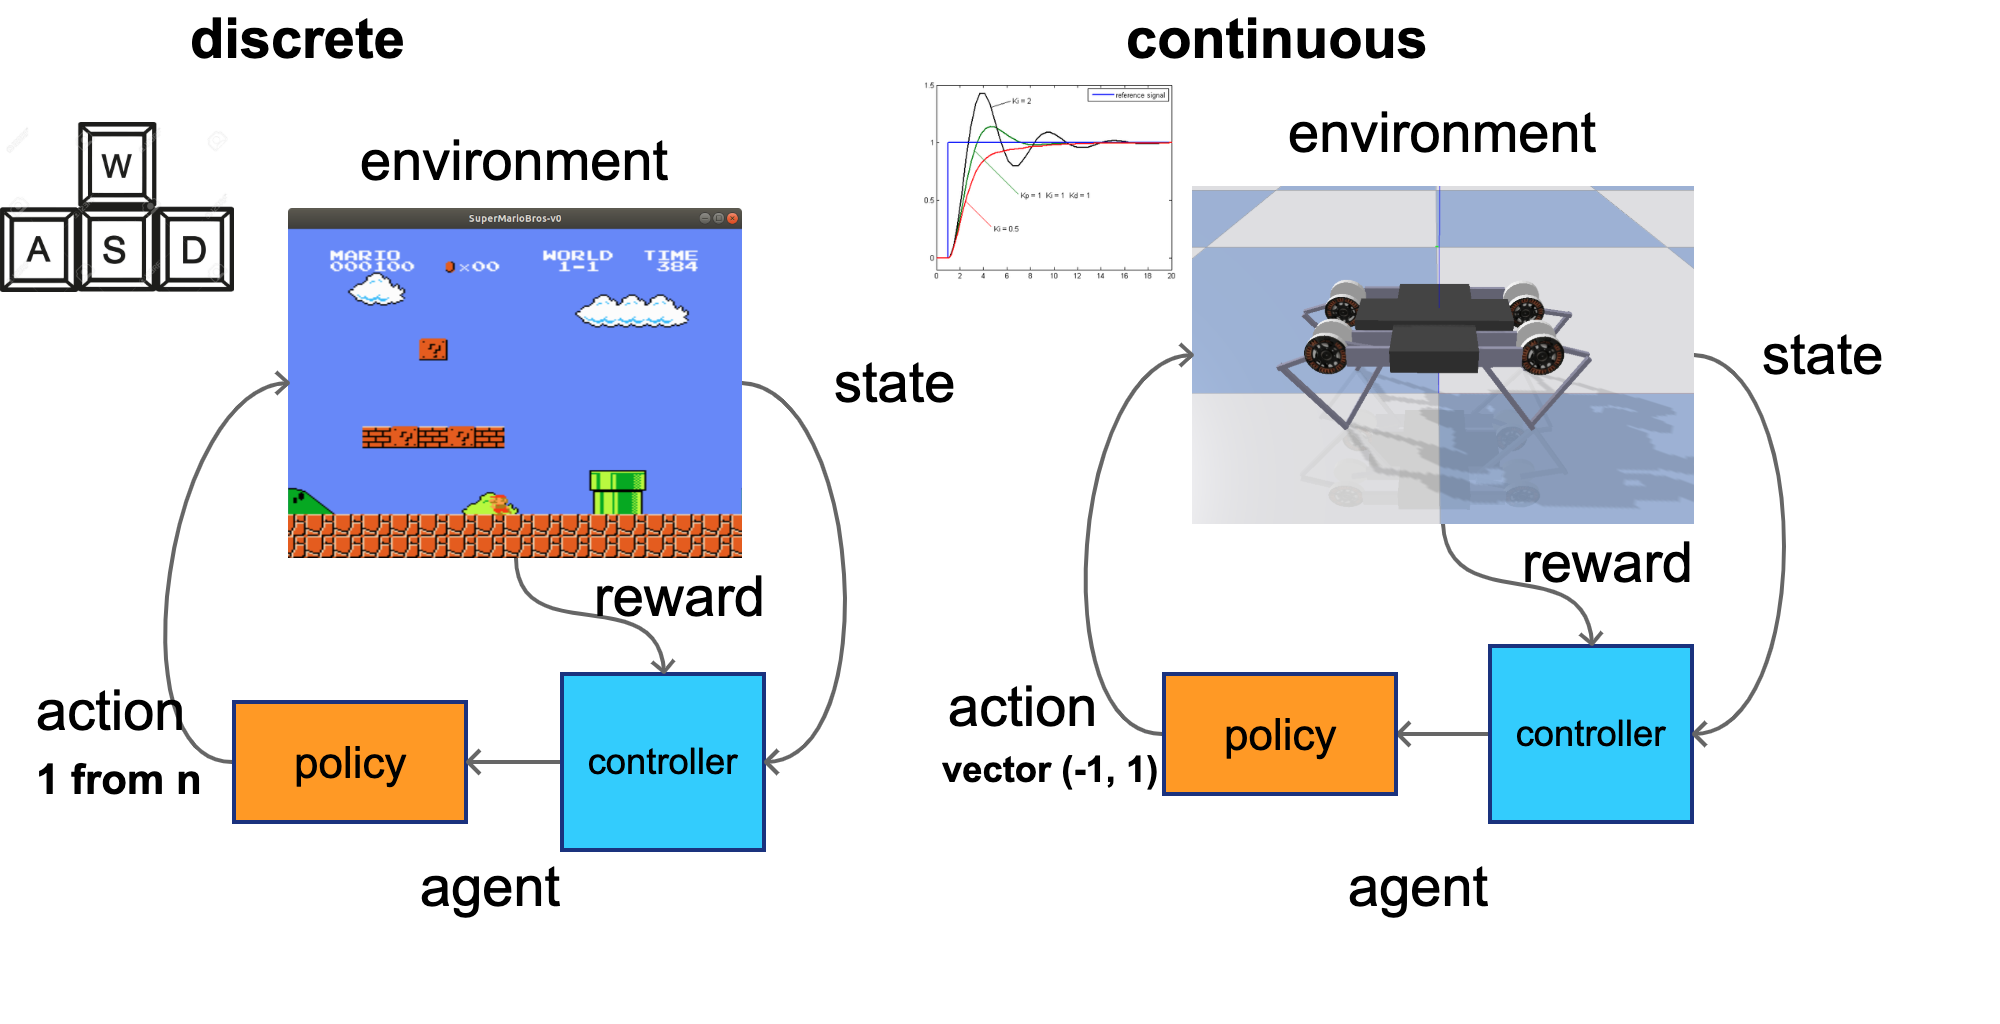 discrete
continuous
W
A S D
environment
SuperMarioBros-v0
MARIO WORLD TIME
000100 ×00 1-1 384
?
? ?
state
reward
action
1 from n
policy
controller
agent
1.5
1
0.5
0
0 2 4 6 8 10 12 14 16 18 20
reference signal
Ki = 2
Kp = 1 Ki = 1 Kd = 1
Ki = 0.5
environment
state
reward
action
vector (-1, 1)
policy
controller
agent